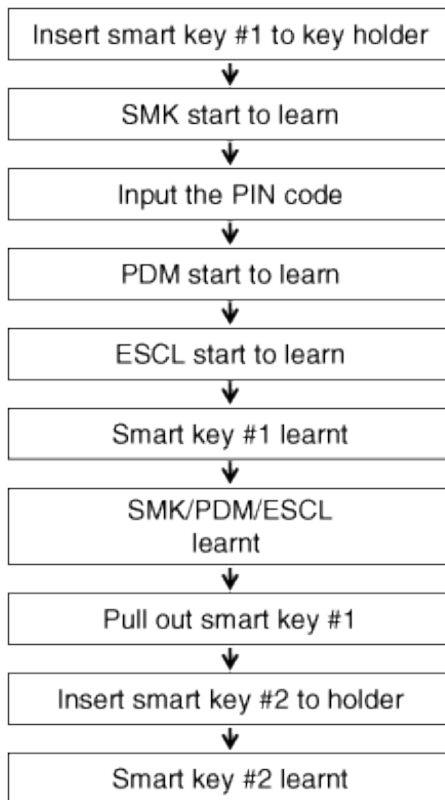 Insert smart key #1 to key holder
SMK start to learn
Input the PIN code
PDM start to learn
ESCL start to learn
Smart key #1 learnt
SMK/PDM/ESCL
learnt
Pull out smart key #1
Insert smart key #2 to holder
Smart key #2 learnt